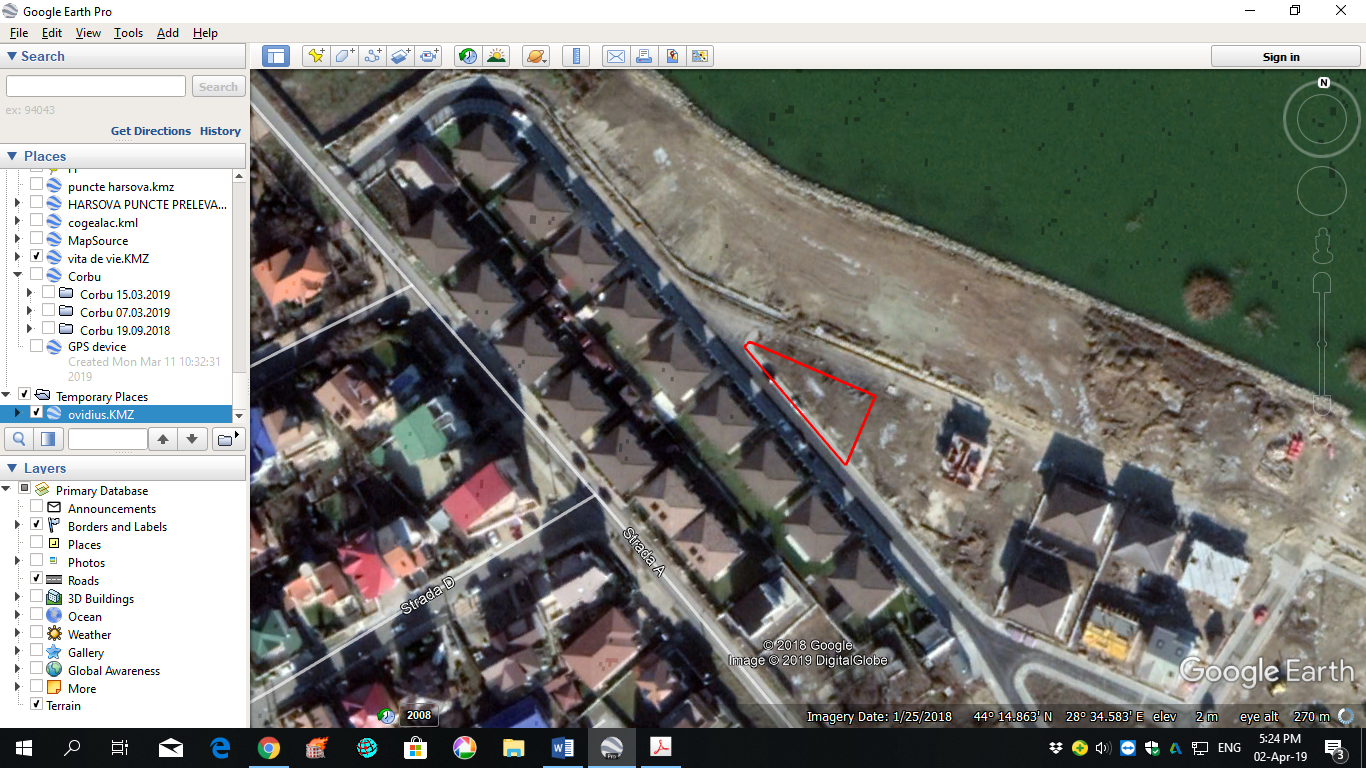 Google Earth Pro
File Edit View Tools Add Help
Search
Sign in
Search
ex: 94043
Get Directions History
Places
puncte harsova.kmz
HARSOVA PUNCTE PRELEVA...
cogealac.kml
MapSource
vita de vie.KMZ
Corbu
Corbu 15.03.2019
Corbu 07.03.2019
Corbu 19.09.2018
GPS device
Created Mon Mar 11 10:32:31
2019
Temporary Places
ovidius.KMZ
Layers
Primary Database
Announcements
Borders and Labels
Places
Photos
Roads
3D Buildings
Ocean
Weather
Gallery
Global Awareness
More
Terrain
N
Strada A
Strada D
© 2018 Google
Image © 2019 DigitalGlobe
Google Earth
2008
Imagery Date: 1/25/2018 44° 14.863' N 28° 34.583' E elev 2 m eye alt 270 m
ENG
5:24 PM
02-Apr-19
3